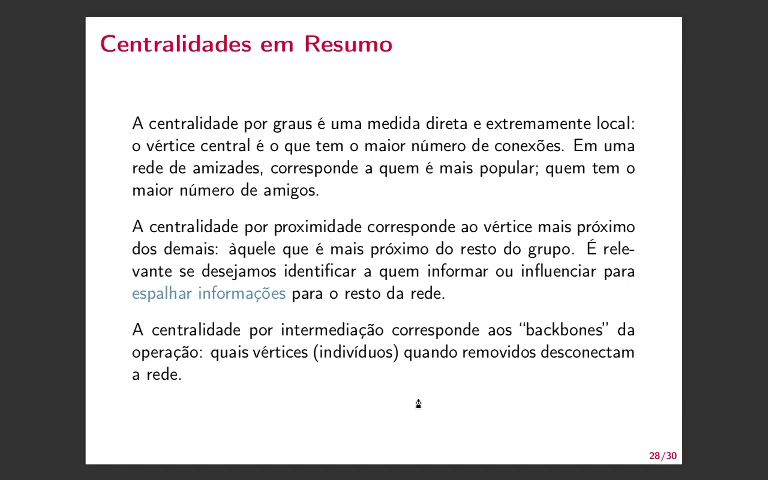 Centralidades em Resumo
A centralidade por graus é uma medida direta e extremamente local:
o vértice central é o que tem o maior número de conexões. Em uma
rede de amizades, corresponde a quem é mais popular; quem tem o
maior número de amigos.
A centralidade por proximidade corresponde ao vértice mais próximo
dos demais: àquele que é mais próximo do resto do grupo. É rele-
vante se desejamos identificar a quem informar ou influenciar para
espalhar informações para o resto da rede.
A centralidade por intermediação corresponde aos “backbones” da
operação: quais vértices (indivíduos) quando removidos desconectam
a rede.
28/30